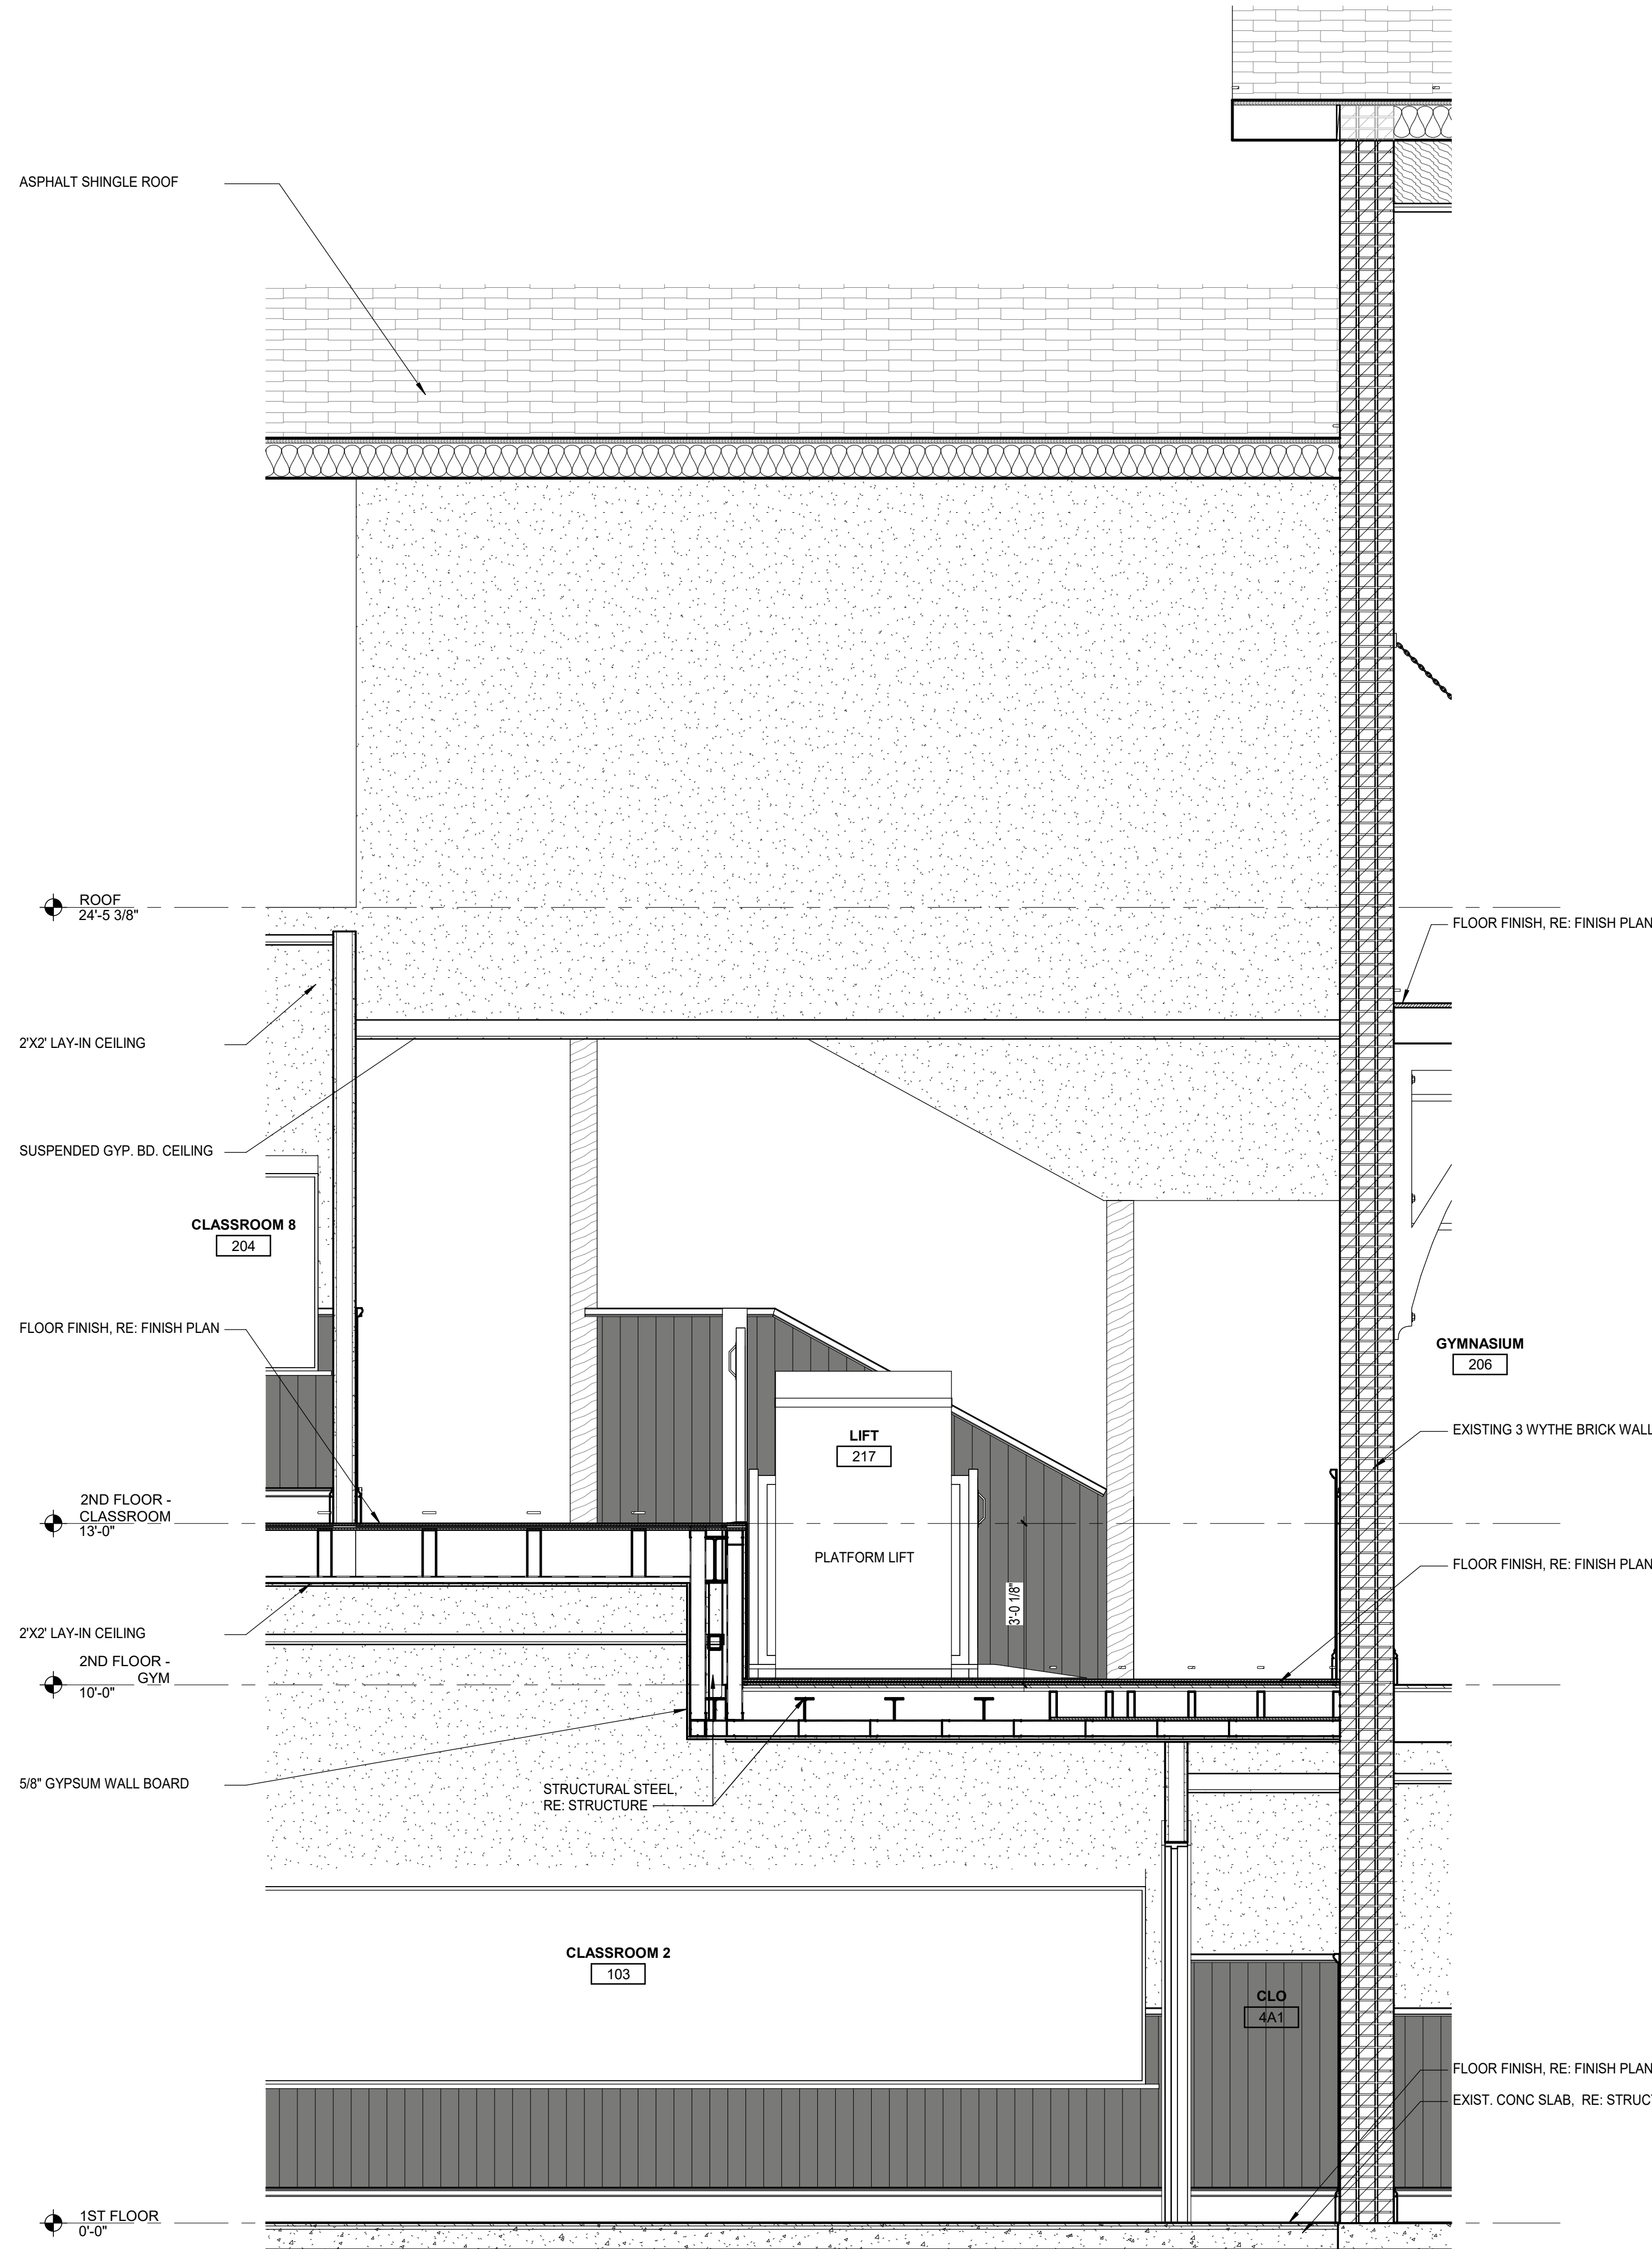 ASPHALT SHINGLE ROOF
ROOF
24'-5 3/8"
FLOOR FINISH, RE: FINISH PLAN
2'X2' LAY-IN CEILING
SUSPENDED GYP. BD. CEILING
CLASSROOM 8
204
FLOOR FINISH, RE: FINISH PLAN
GYMNASIUM
206
EXISTING 3 WYTHE BRICK WALL
LIFT
217
2ND FLOOR -
CLASSROOM
13'-0"
PLATFORM LIFT
FLOOR FINISH, RE: FINISH PLAN
3'-0 1/8"
2'X2' LAY-IN CEILING
2ND FLOOR -
GYM
10'-0"
5/8" GYPSUM WALL BOARD
STRUCTURAL STEEL,
RE: STRUCTURE
CLASSROOM 2
103
CLO
4A1
FLOOR FINISH, RE: FINISH PLAN
EXIST. CONC SLAB, RE: STRUC
1ST FLOOR
0'-0"